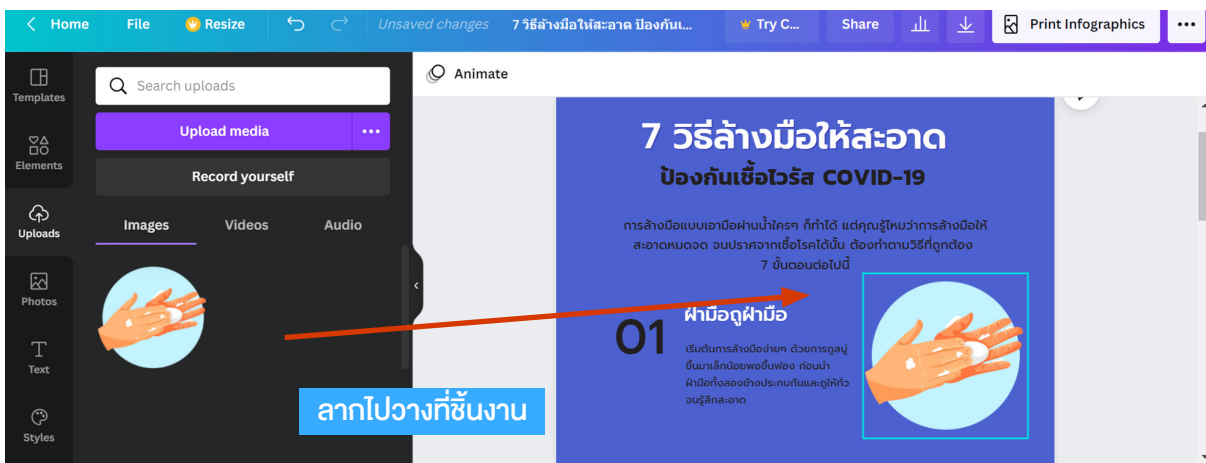 Home File Resize Unsaved changes 7 วิธีล้างมือให้สะอาด ป้องกันเ... Try C... Share Print Infographics
Templates
Elements
Uploads
Photos
Text
Styles
Search uploads
Upload media
Record yourself
Images Videos Audio
ลากไปวางที่ชิ้นงาน
Animate
7 วิธีล้างมือให้สะอาด
ป้องกันเชื้อไวรัส COVID-19
การล้างมือแบบเอามือผ่านน้ำใครๆ ก็ทำได้ แต่คุณรู้ไหมว่าการล้างมือให้
สะอาดหมดจด จนปราศจากเชื้อโรคได้นั้น ต้องทำตามวิธีที่ถูกต้อง
7 ขั้นตอนต่อไปนี้
01
ฝ่ามือถูฝ่ามือ
เริ่มต้นการล้างมือง่ายๆ ด้วยการถูสบู่
ขึ้นมาเล็กน้อยพอขึ้นฟอง ก่อนนำ
ฝ่ามือทั้งสองข้างประกบกันและถูให้ทั่ว
จนรู้สึกสะอาด